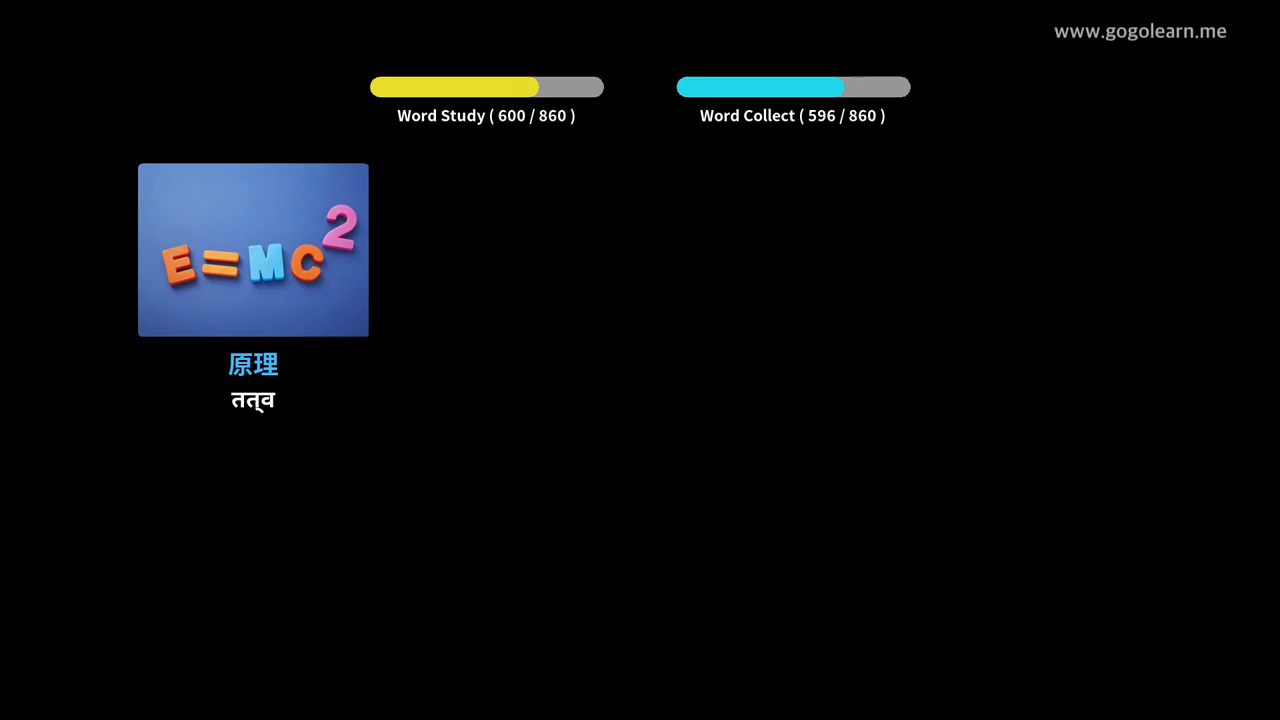 www.gogolearn.me
Word Study ( 600 / 860 )
Word Collect ( 596 / 860 )
E=MC²
原理
तत्‌व